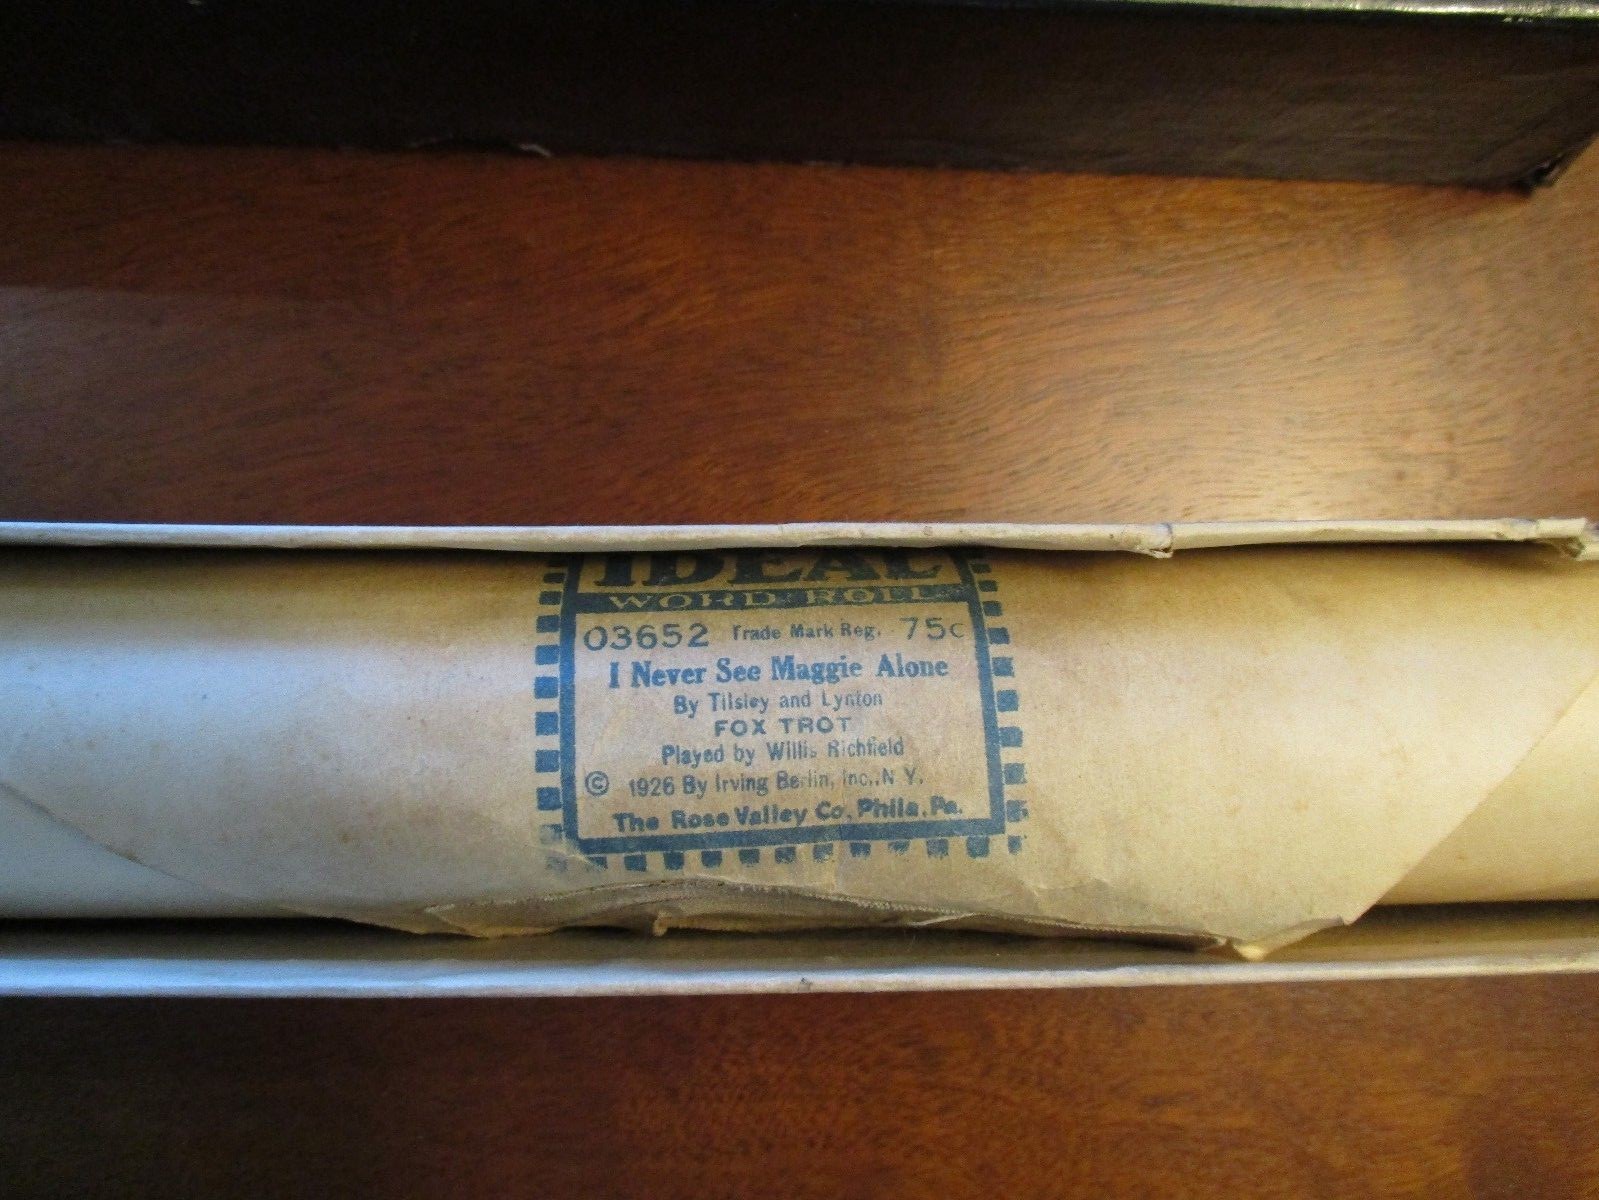 IDEAL
WORD ROLL
03652 Trade Mark Reg. 75c
I Never See Maggie Alone
By Tilsley and Lynton
FOX TROT
Played by Willis Richfield
© 1926 By Irving Berlin, Inc., N Y.
The Rose Valley Co. Phila. Pa.